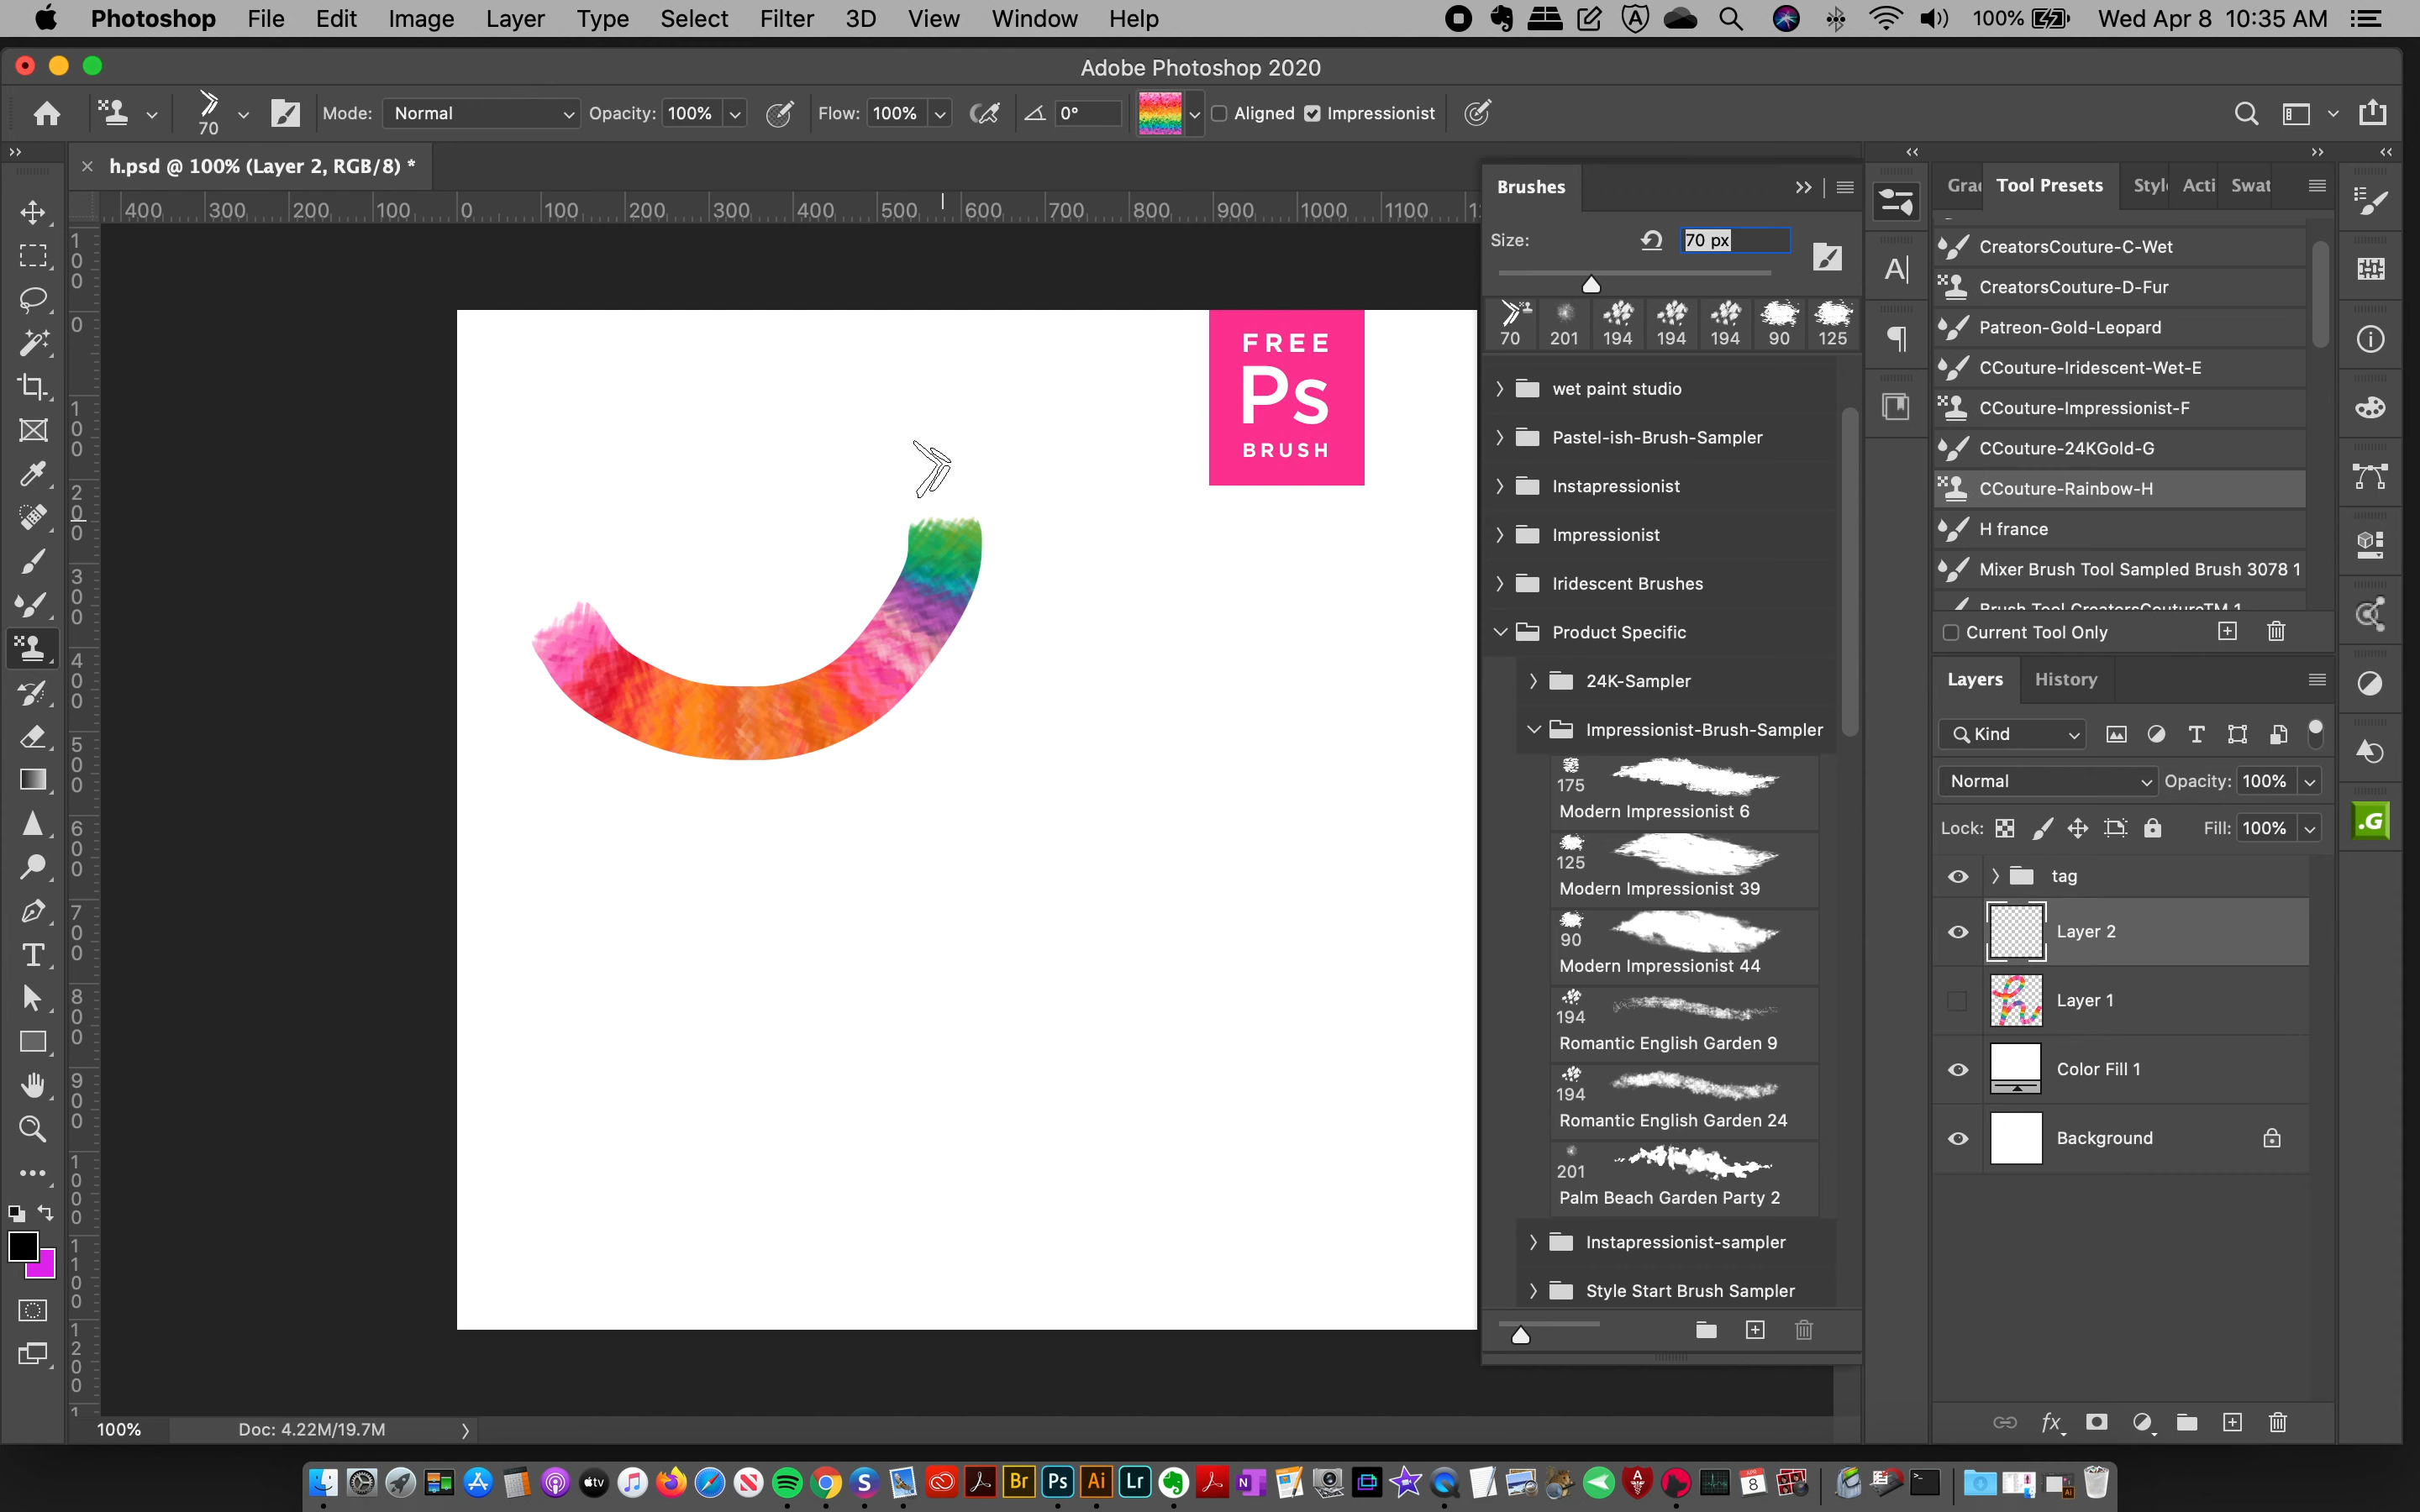 Photoshop File Edit Image Layer Type Select Filter 3D View Window Help 100% Wed Apr 8 10:35 AM
Adobe Photoshop 2020
70 Mode: Normal Opacity: 100% Flow: 100% 0° Aligned Impressionist
h.psd @ 100% (Layer 2, RGB/8) *
400 300 200 100 0 100 200 300 400 500 600 700 800 900 1000 1100
FREE
Ps
BRUSH
Brushes
Size: 70 px
70 201 194 194 194 90 125
wet paint studio
Pastel-ish-Brush-Sampler
Instapressionist
Impressionist
Iridescent Brushes
Product Specific
24K-Sampler
Impressionist-Brush-Sampler
175
Modern Impressionist 6
125
Modern Impressionist 39
90
Modern Impressionist 44
194
Romantic English Garden 9
194
Romantic English Garden 24
201
Palm Beach Garden Party 2
Instapressionist-sampler
Style Start Brush Sampler
Tool Presets
CreatorsCouture-C-Wet
CreatorsCouture-D-Fur
Patreon-Gold-Leopard
CCouture-Iridescent-Wet-E
CCouture-Impressionist-F
CCouture-24KGold-G
CCouture-Rainbow-H
H france
Mixer Brush Tool Sampled Brush 3078 1
Brush Tool CreatorsCoutureTM 1
Current Tool Only
Layers History
Kind
Normal Opacity: 100%
Lock: Fill: 100%
tag
Layer 2
Layer 1
Color Fill 1
Background
fx
100% Doc: 4.22M/19.7M
tv S Br Ps Ai Lr N APR 8